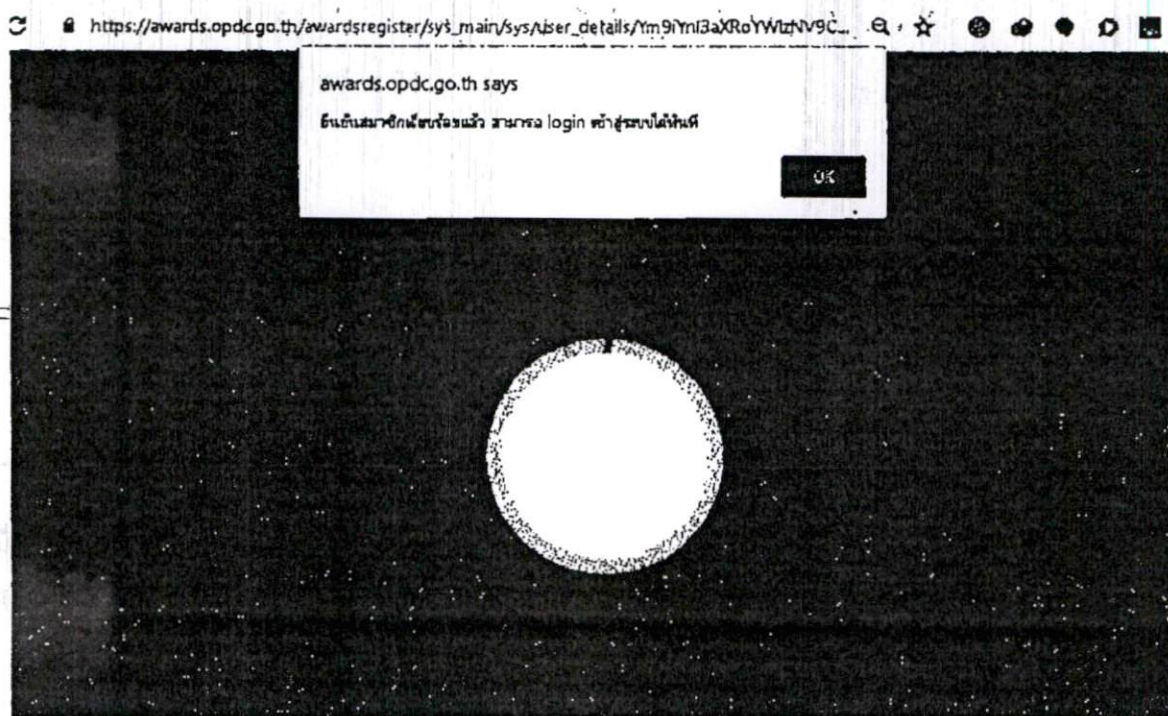 https://awards.opdc.go.th/awardsregister/sys_main/sys/user_details/
awards.opdc.go.th says
ยืนยันสมาชิกเรียบร้อยแล้ว สามารถ login เข้าสู่ระบบได้ทันที
OK